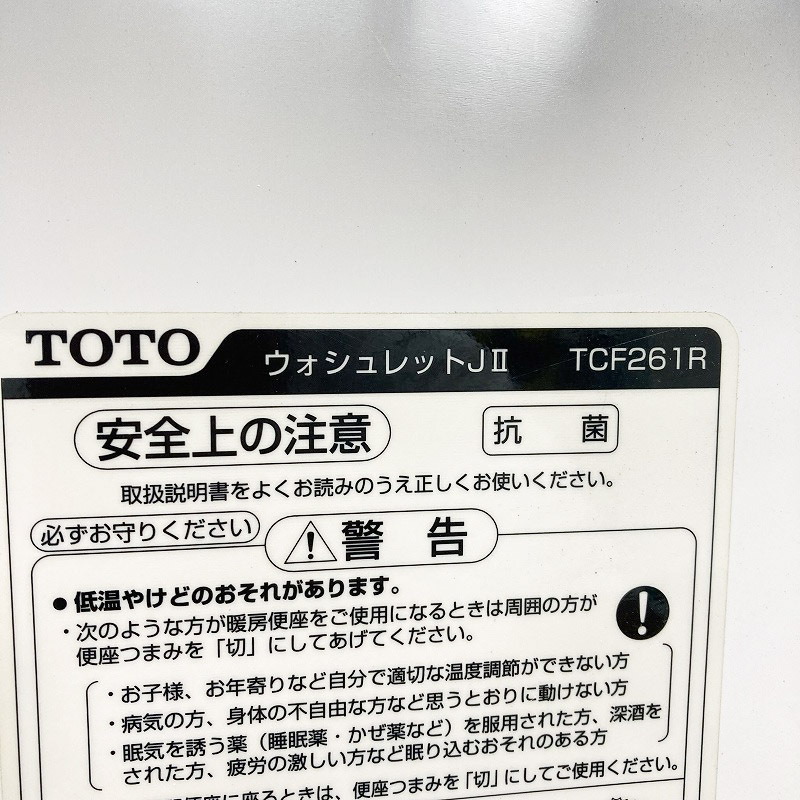 TOTO ウォシュレットJⅡ TCF261R
安全上の注意 抗 菌
取扱説明書をよくお読みのうえ正しくお使いください。
必ずお守りください 警 告
●低温やけどのおそれがあります。
・次のような方が暖房便座をご使用になるときは周囲の方が
便座つまみを「切」にしてあげてください。
・お子様、お年寄りなど自分で適切な温度調節ができない方
・病気の方、身体の不自由な方など思うとおりに動けない方
・眠気を誘う薬（睡眠薬・かぜ薬など）を服用された方、深酒を
された方、疲労の激しい方など眠り込むおそれのある方
便座に座るときは、便座つまみを「切」にしてご使用ください。